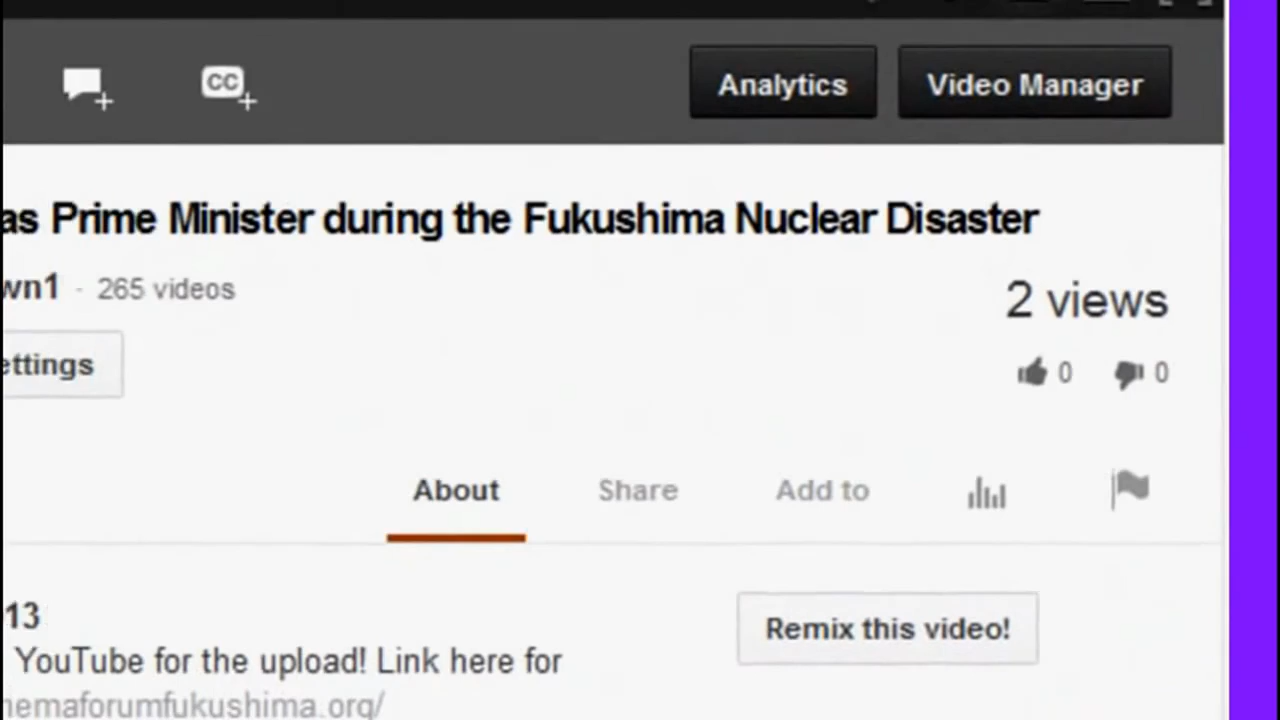 CC
Analytics
Video Manager
as Prime Minister during the Fukushima Nuclear Disaster
wn1 · 265 videos
2 views
ettings
0 0
About Share Add to
13
Remix this video!
YouTube for the upload! Link here for
nemaforumfukushima.org/